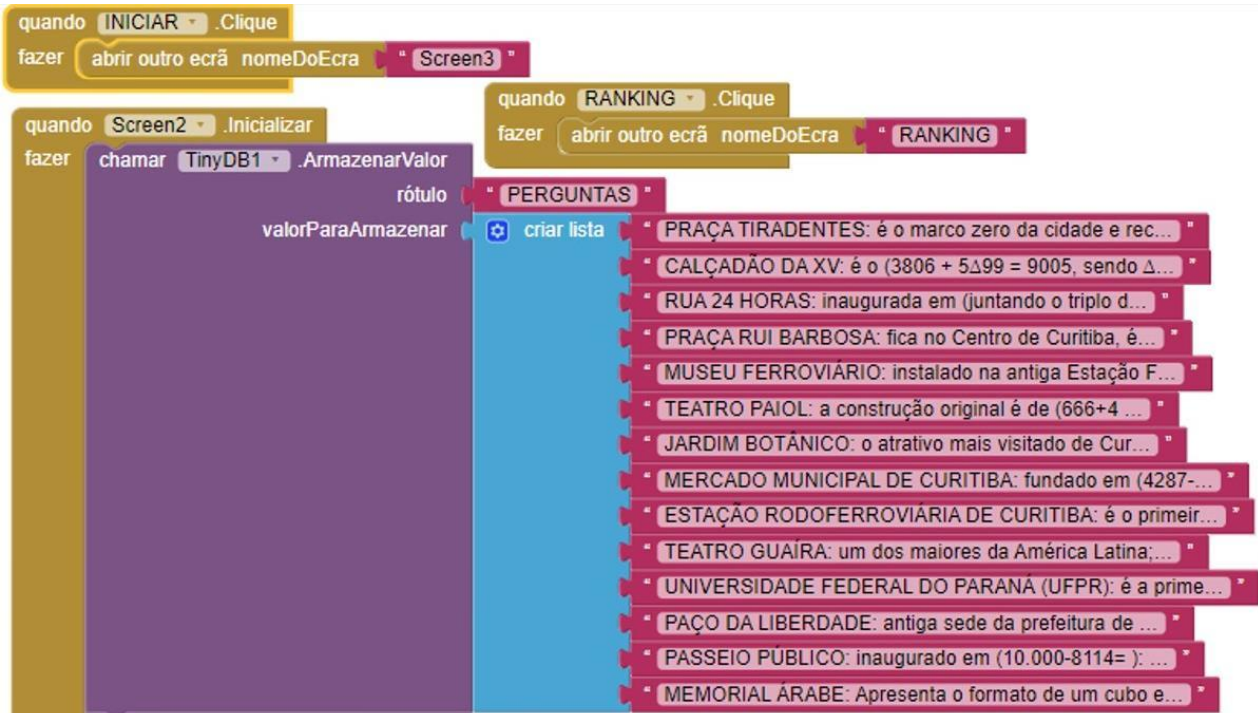 quando INICIAR .Clique
fazer abrir outro ecrã nomeDoEcra " Screen3 "
quando RANKING .Clique
fazer abrir outro ecrã nomeDoEcra " RANKING "
quando Screen2 .Inicializar
fazer chamar TinyDB1 .ArmazenarValor
rótulo " PERGUNTAS "
valorParaArmazenar criar lista " PRAÇA TIRADENTES: é o marco zero da cidade e rec... "
" CALÇADÃO DA XV: é o (3806 + 5∆99 = 9005, sendo ∆... "
" RUA 24 HORAS: inaugurada em (juntando o triplo d... "
" PRAÇA RUI BARBOSA: fica no Centro de Curitiba, é... "
" MUSEU FERROVIÁRIO: instalado na antiga Estação F... "
" TEATRO PAIOL: a construção original é de (666+4 ... "
" JARDIM BOTÂNICO: o atrativo mais visitado de Cur... "
" MERCADO MUNICIPAL DE CURITIBA: fundado em (4287-... "
" ESTAÇÃO RODOFERROVIÁRIA DE CURITIBA: é o primeir... "
" TEATRO GUAÍRA: um dos maiores da América Latina;... "
" UNIVERSIDADE FEDERAL DO PARANÁ (UFPR): é a prime... "
" PAÇO DA LIBERDADE: antiga sede da prefeitura de ... "
" PASSEIO PÚBLICO: inaugurado em (10.000-8114= ): ... "
" MEMORIAL ÁRABE: Apresenta o formato de um cubo e... "